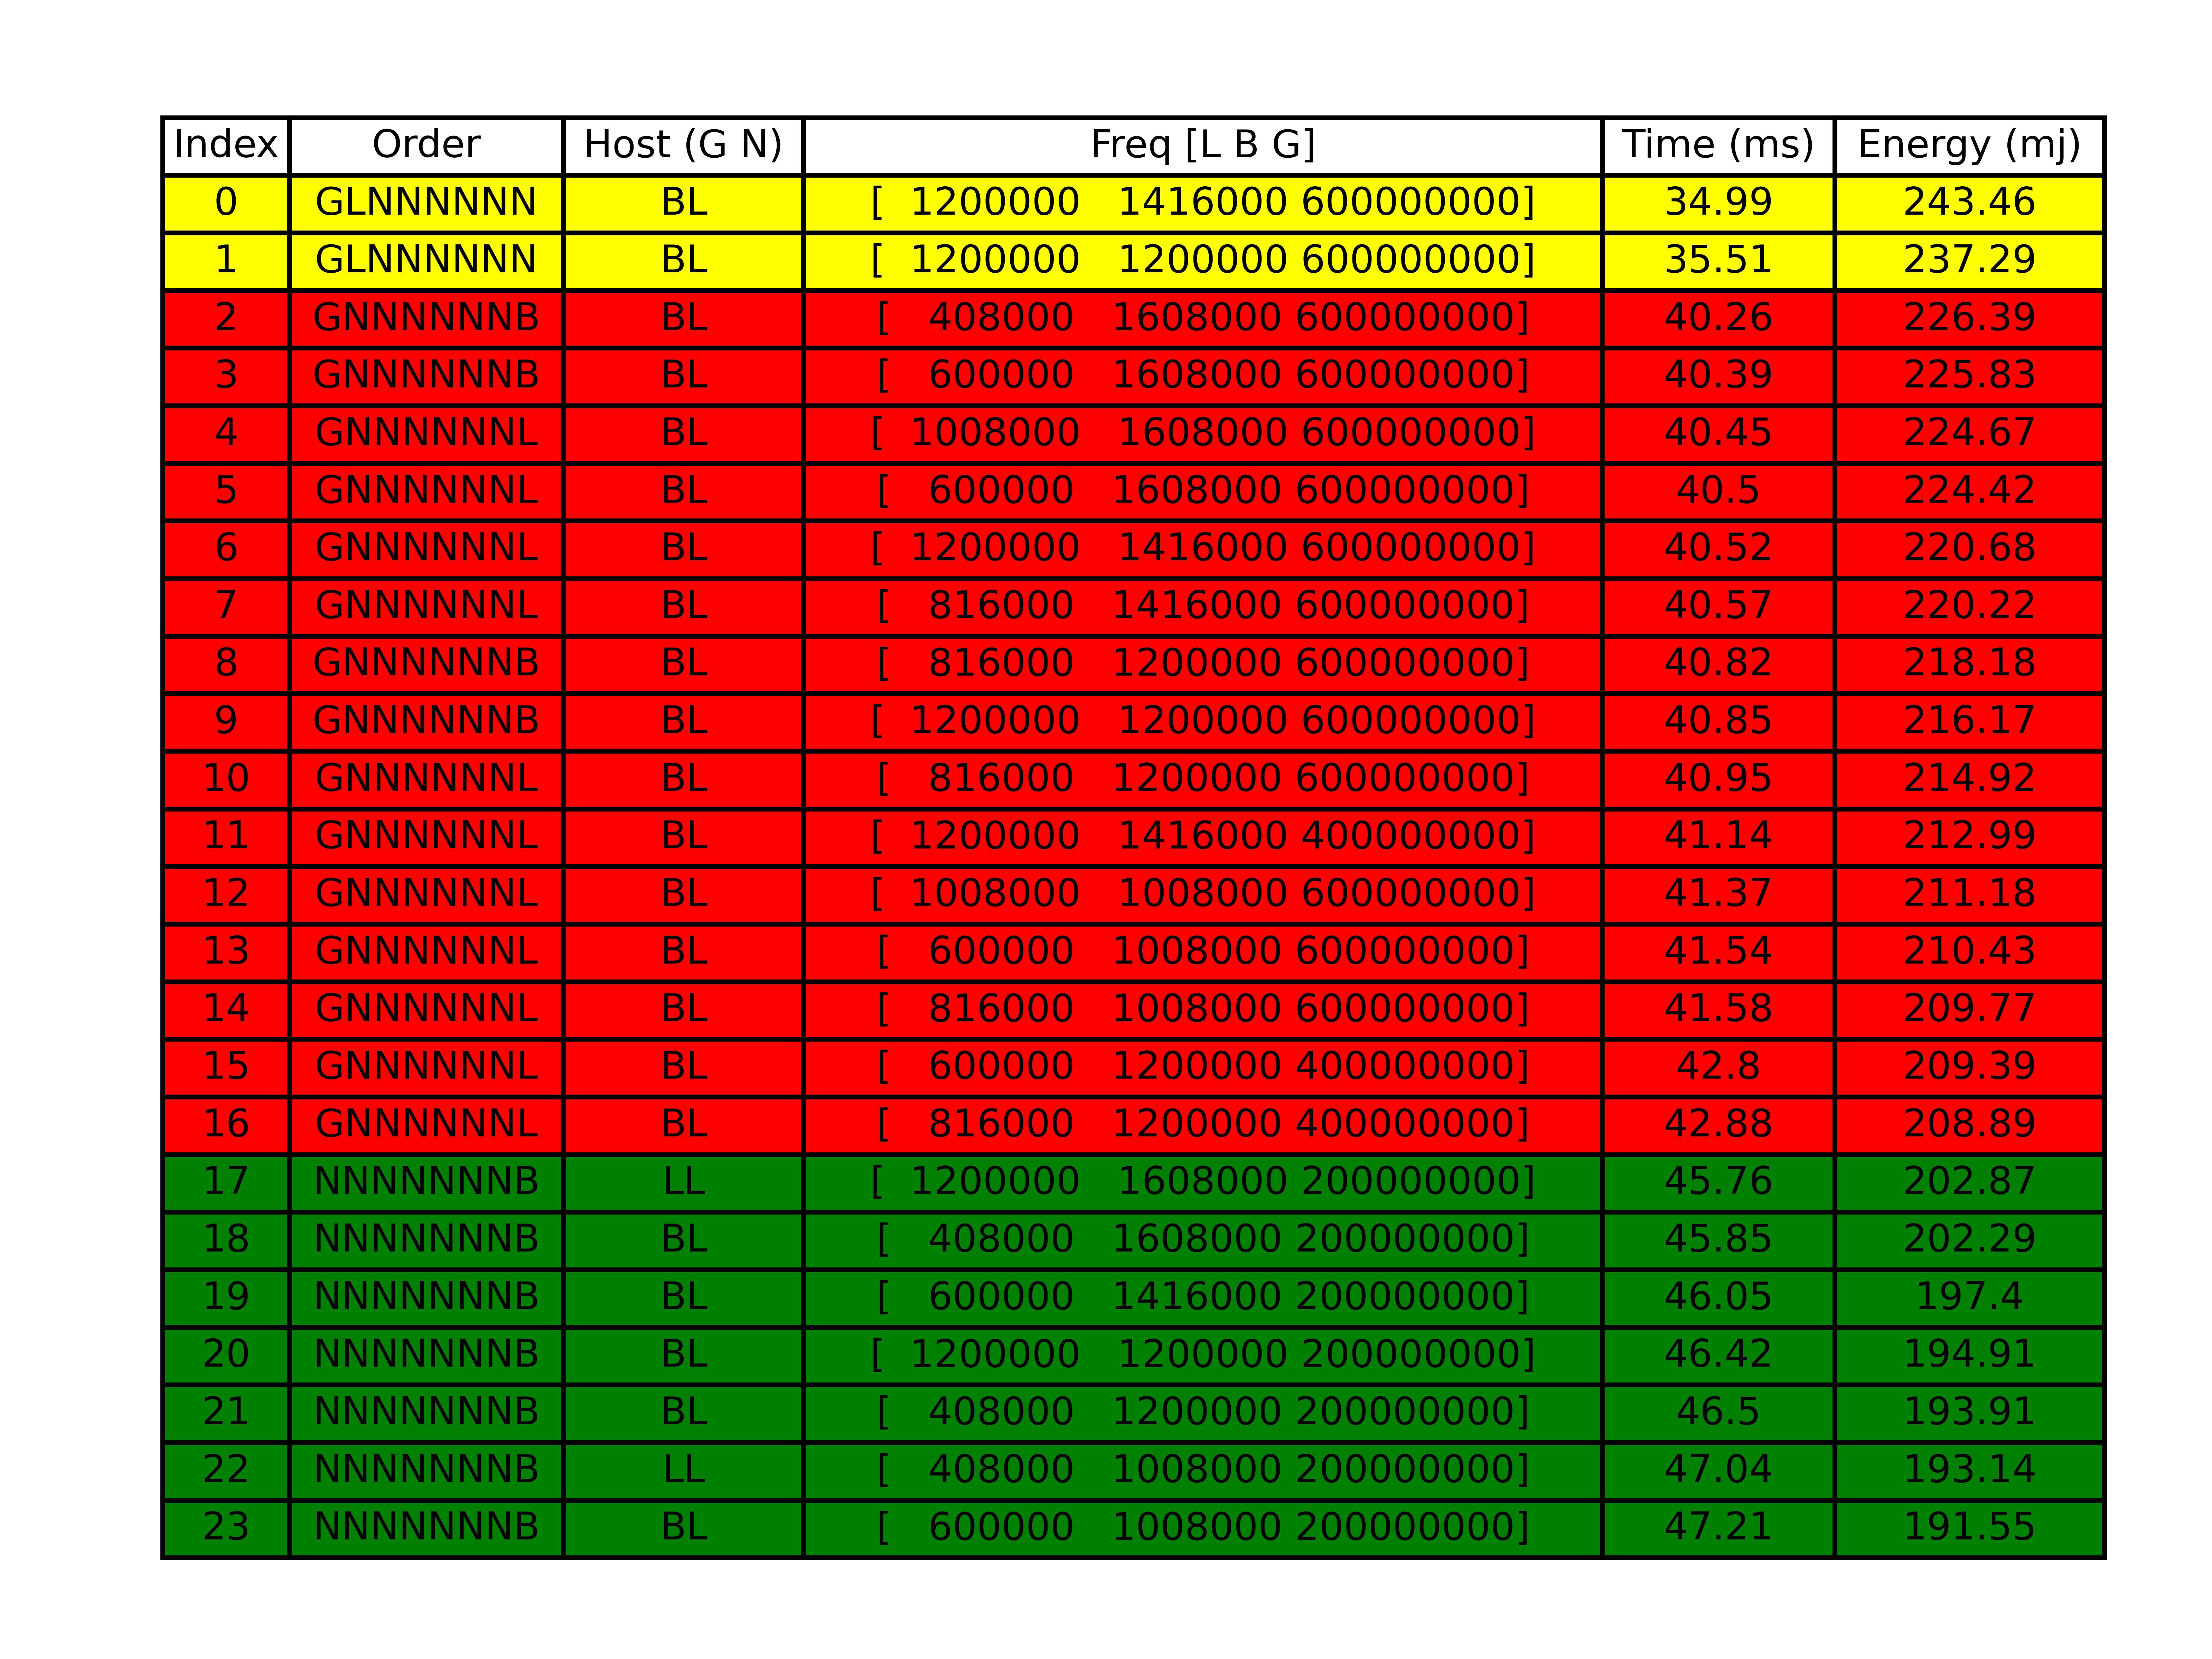 Index Order Host (G N) Freq [L B G] Time (ms) Energy (mj)
0 GLNNNNNN BL [ 1200000 1416000 600000000] 34.99 243.46
1 GLNNNNNN BL [ 1200000 1200000 600000000] 35.51 237.29
2 GNNNNNNB BL [ 408000 1608000 600000000] 40.26 226.39
3 GNNNNNNB BL [ 600000 1608000 600000000] 40.39 225.83
4 GNNNNNNL BL [ 1008000 1608000 600000000] 40.45 224.67
5 GNNNNNNL BL [ 600000 1608000 600000000] 40.5 224.42
6 GNNNNNNL BL [ 1200000 1416000 600000000] 40.52 220.68
7 GNNNNNNL BL [ 816000 1416000 600000000] 40.57 220.22
8 GNNNNNNB BL [ 816000 1200000 600000000] 40.82 218.18
9 GNNNNNNB BL [ 1200000 1200000 600000000] 40.85 216.17
10 GNNNNNNL BL [ 816000 1200000 600000000] 40.95 214.92
11 GNNNNNNL BL [ 1200000 1416000 400000000] 41.14 212.99
12 GNNNNNNL BL [ 1008000 1008000 600000000] 41.37 211.18
13 GNNNNNNL BL [ 600000 1008000 600000000] 41.54 210.43
14 GNNNNNNL BL [ 816000 1008000 600000000] 41.58 209.77
15 GNNNNNNL BL [ 600000 1200000 400000000] 42.8 209.39
16 GNNNNNNL BL [ 816000 1200000 400000000] 42.88 208.89
17 NNNNNNNB LL [ 1200000 1608000 200000000] 45.76 202.87
18 NNNNNNNB BL [ 408000 1608000 200000000] 45.85 202.29
19 NNNNNNNB BL [ 600000 1416000 200000000] 46.05 197.4
20 NNNNNNNB BL [ 1200000 1200000 200000000] 46.42 194.91
21 NNNNNNNB BL [ 408000 1200000 200000000] 46.5 193.91
22 NNNNNNNB LL [ 408000 1008000 200000000] 47.04 193.14
23 NNNNNNNB BL [ 600000 1008000 200000000] 47.21 191.55